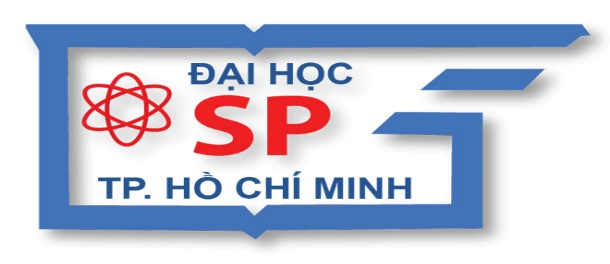 ĐẠI HỌC
SP
TP. HỒ CHÍ MINH